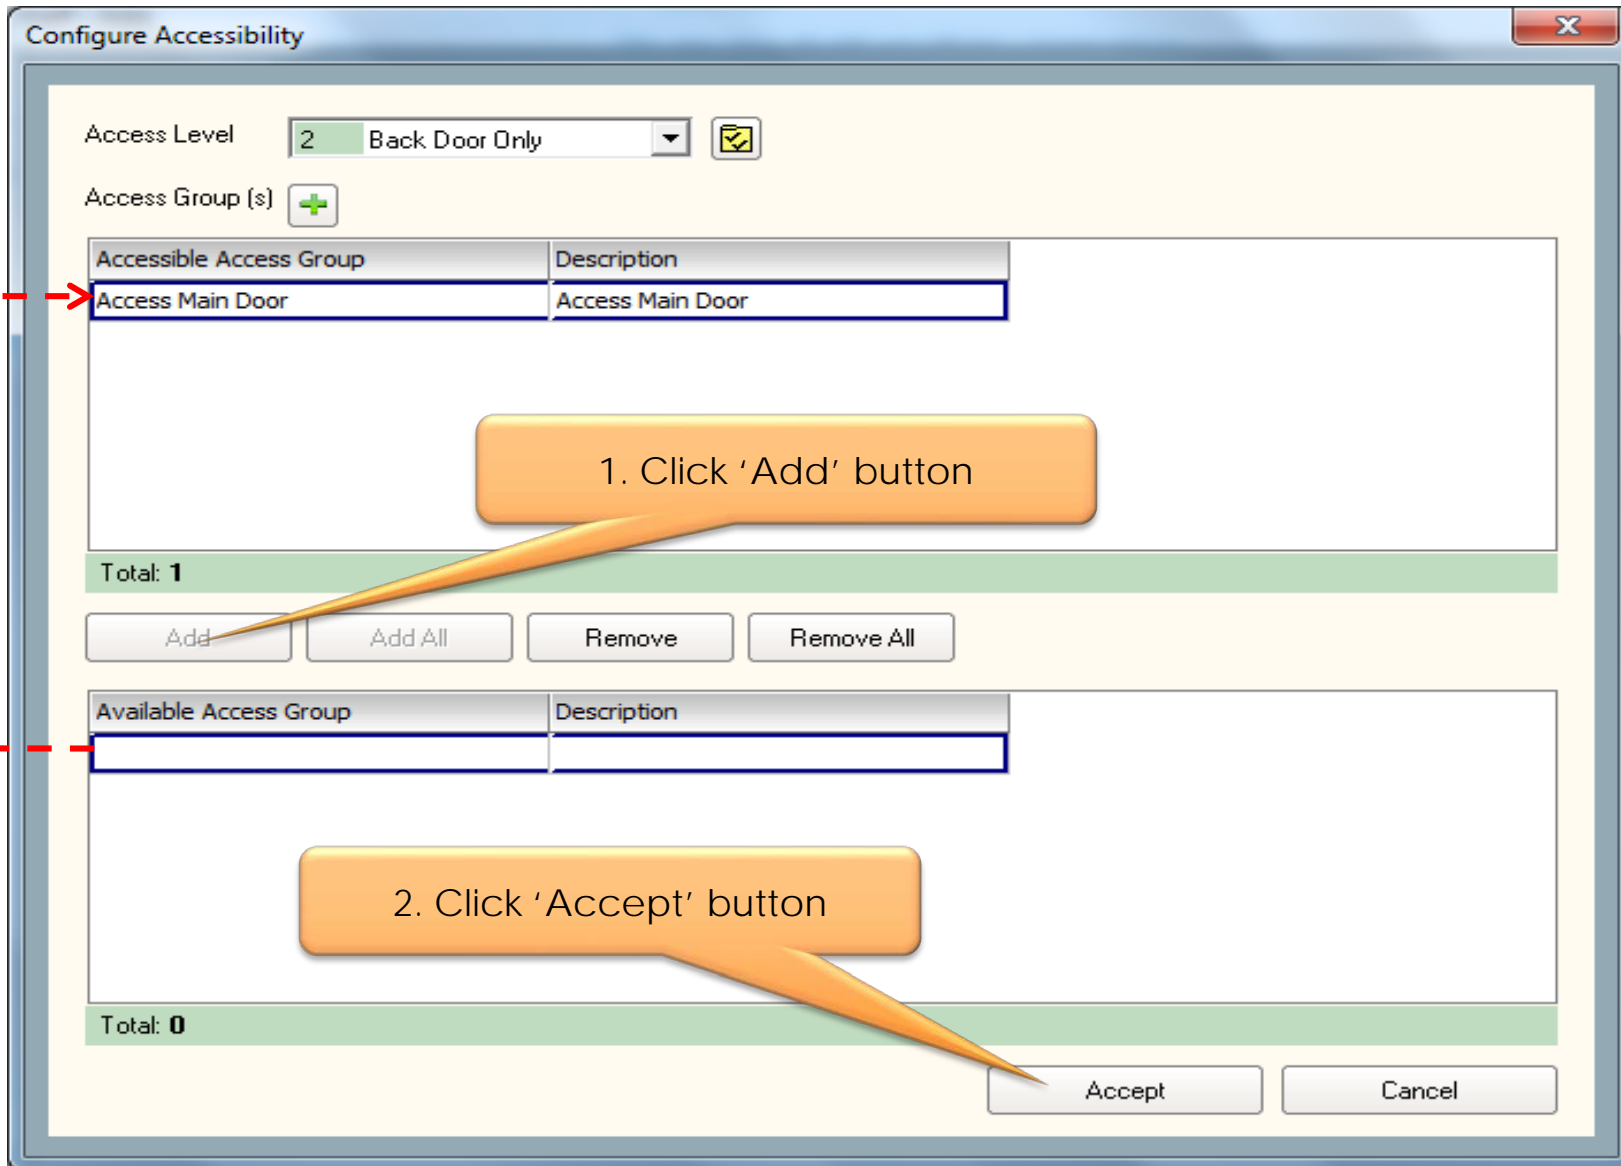 Configure Accessibility
Access Level 2 Back Door Only
Access Group (s)
Accessible Access Group Description
Access Main Door Access Main Door
1. Click ‘Add’ button
Total: 1
Add Add All Remove Remove All
Available Access Group Description
2. Click ‘Accept’ button
Total: 0
Accept Cancel